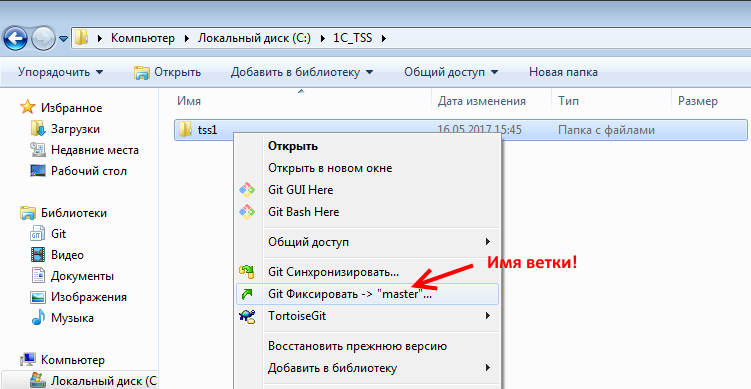 Компьютер Локальный диск (C:) 1C_TSS
Упорядочить Открыть Добавить в библиотеку Общий доступ Новая папка
Избранное
Загрузки
Недавние места
Рабочий стол
Библиотеки
Git
Видео
Документы
Изображения
Музыка
Компьютер
Локальный диск (C
Имя Дата изменения Тип Размер
tss1 16.05.2017 15:45 Папка с файлами
Открыть
Открыть в новом окне
Git GUI Here
Git Bash Here
Общий доступ
Git Синхронизировать...
Git Фиксировать -> "master"...
TortoiseGit
Восстановить прежнюю версию
Добавить в библиотеку
Имя ветки!